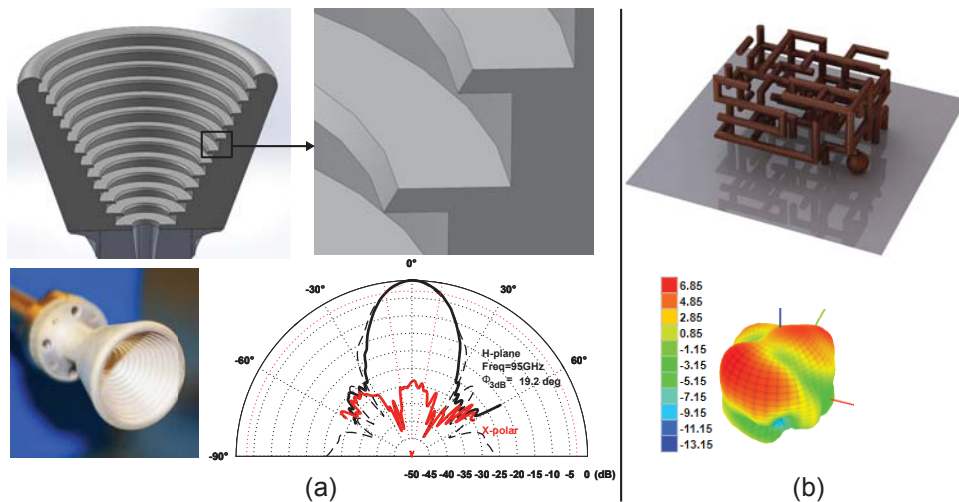 0°
-30°
30°
-60°
60°
H-plane
Freq=95GHz
Φ3dB= 19.2 deg
X-polar
-90°
-50 -45 -40 -35 -30 -25 -20 -15 -10 -5 0 (dB)
(a)
6.85
4.85
2.85
0.85
-1.15
-3.15
-5.15
-7.15
-9.15
-11.15
-13.15
(b)